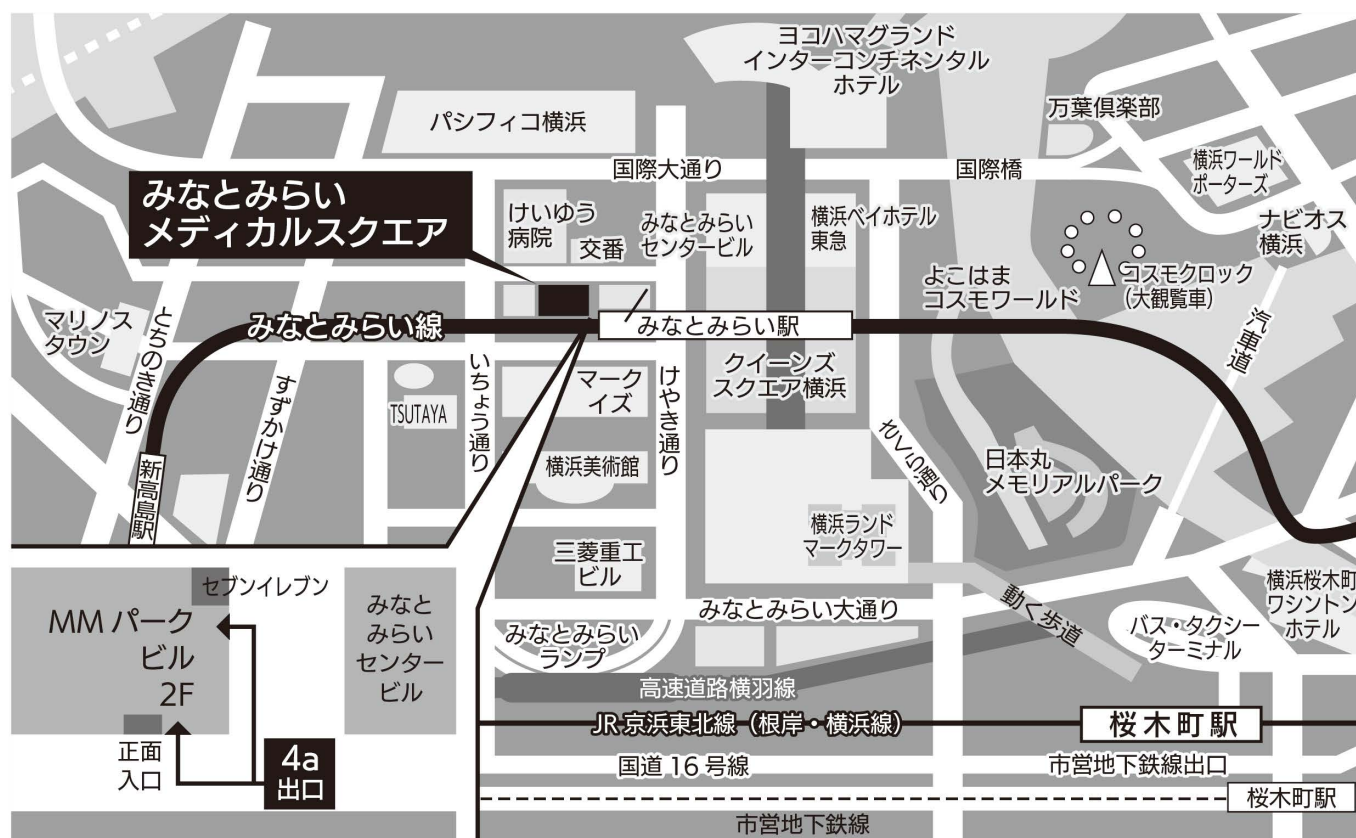 ヨコハマグランド
インターコンチネンタル
ホテル
万葉倶楽部
パシフィコ横浜
横浜ワールド
ポーターズ
国際大通り
国際橋
みなとみらい
メディカルスクエア
けいゆう
病院
交番
みなとみらい
センタービル
横浜ベイホテル
東急
ナビオス
横浜
よこはま
コスモワールド
コスモクロック
(大観覧車)
マリノス
タウン
とちのき通り
みなとみらい線
みなとみらい駅
汽車道
すずかけ通り
TSUTAYA
いちょう通り
マーク
イズ
けやき通り
クイーンズ
スクエア横浜
さくら通り
日本丸
メモリアルパーク
新高島駅
横浜美術館
横浜ランド
マークタワー
三菱重工
ビル
セブンイレブン
MMパーク
ビル
2F
みなと
みらい
センター
ビル
正面
入口
4a
出口
みなとみらい
ランプ
みなとみらい大通り
動く歩道
バス・タクシー
ターミナル
横浜桜木町
ワシントン
ホテル
高速道路横羽線
JR京浜東北線(根岸・横浜線)
桜木町駅
国道16号線
市営地下鉄線出口
桜木町駅
市営地下鉄線